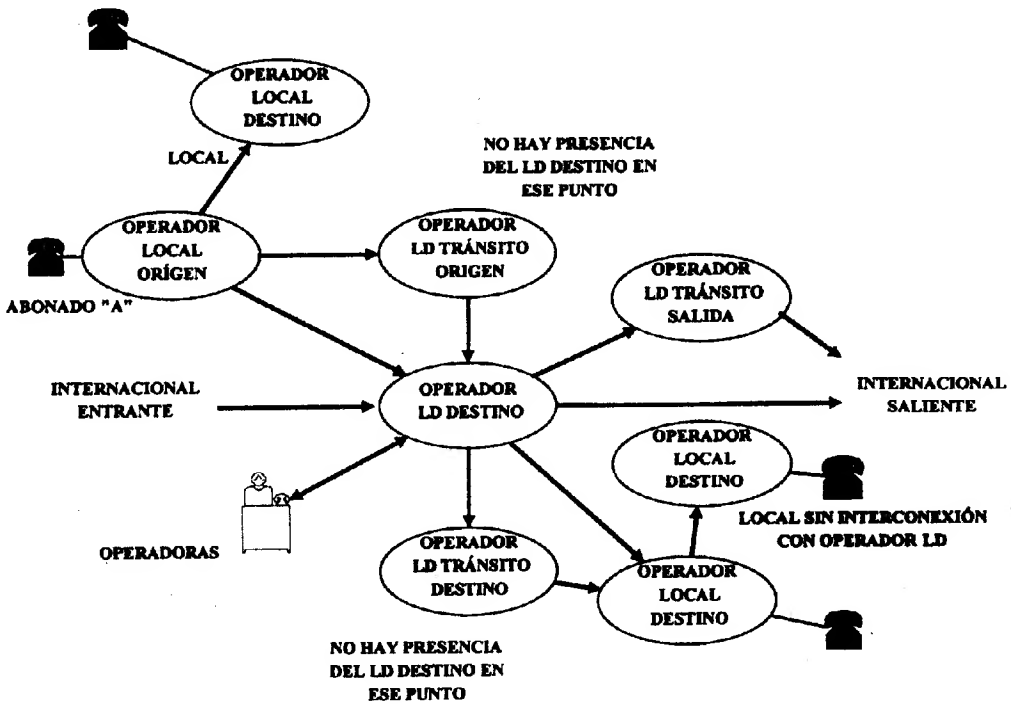 OPERADOR
LOCAL
DESTINO
LOCAL
NO HAY PRESENCIA
DEL LD DESTINO EN
ESE PUNTO
OPERADOR
LOCAL
ORÍGEN
ABONADO "A"
OPERADOR
LD TRÁNSITO
ORIGEN
OPERADOR
LD TRÁNSITO
SALIDA
INTERNACIONAL
ENTRANTE
OPERADOR
LD DESTINO
INTERNACIONAL
SALIENTE
OPERADOR
LOCAL
DESTINO
LOCAL SIN INTERCONEXIÓN
CON OPERADOR LD
OPERADORAS
OPERADOR
LD TRÁNSITO
DESTINO
OPERADOR
LOCAL
DESTINO
NO HAY PRESENCIA
DEL LD DESTINO EN
ESE PUNTO